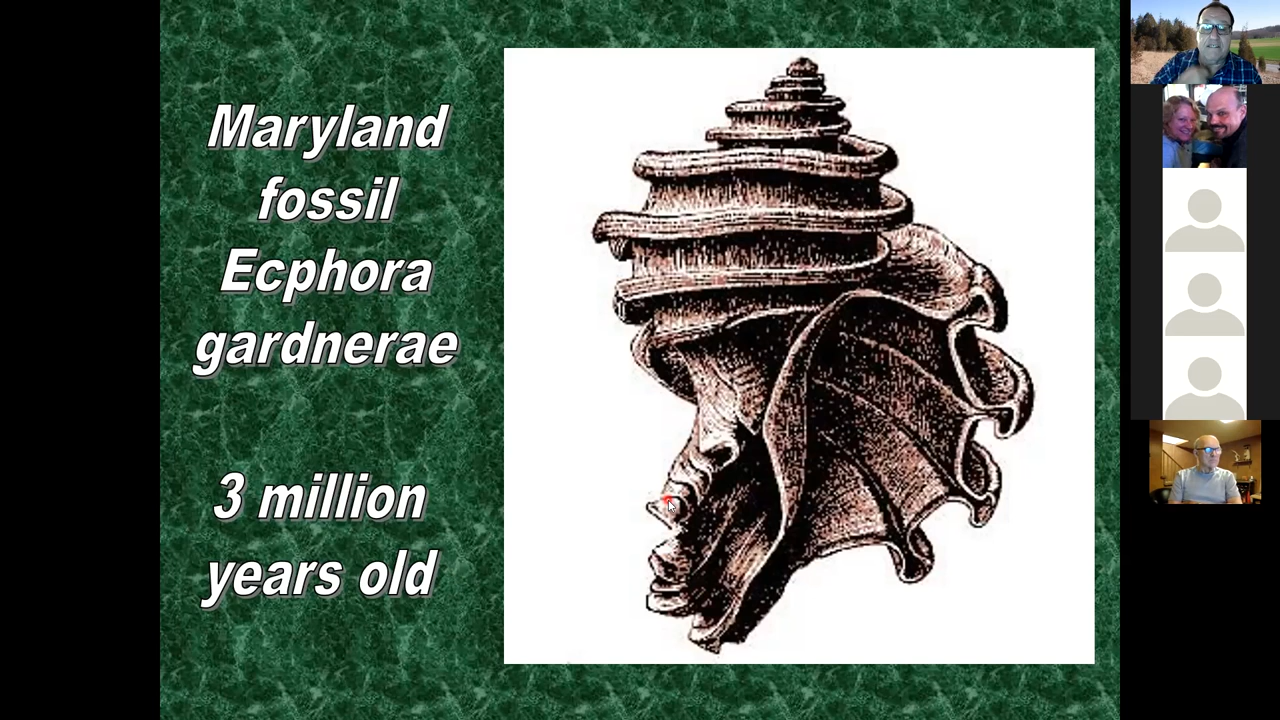 Maryland
fossil
Ecphora
gardnerae
3 million
years old